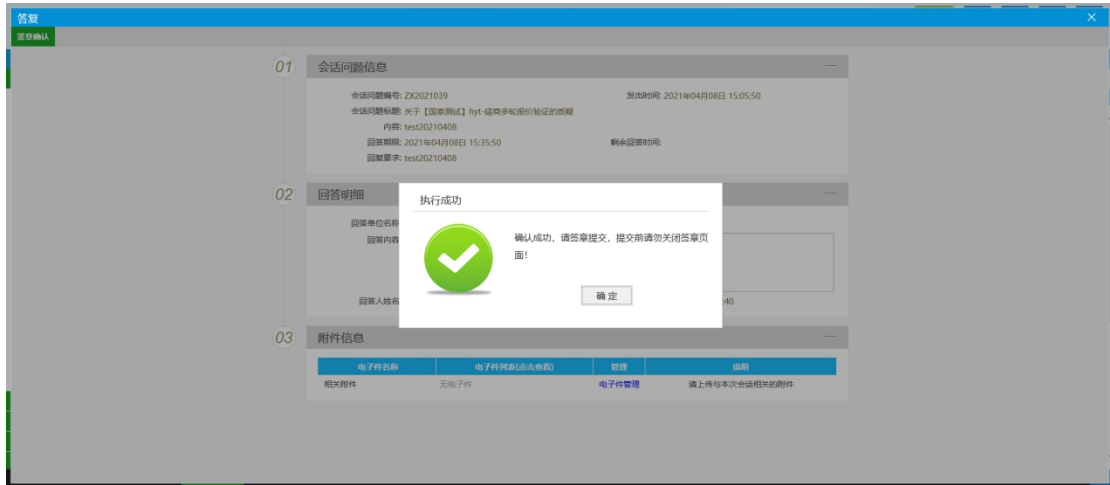 答复
签章确认
01 会话问题信息
会话问题编号: ZX2021039 发出时间: 2021年04月08日 15:05:50
会话问题标题: 关于【国泰测试】hyt-磋商多轮报价验证的质疑
内容: test20210408
回答期限: 2021年04月08日 15:35:50 剩余回答时间:
回复要求: test20210408
02 回答明细
执行成功
回答单位名称
回答内容
确认成功，请签章提交，提交前请勿关闭签章页
面!
确定
回答人姓名 :40
03 附件信息
电子件名称 电子件列表(点击查看) 管理 说明
相关附件 无电子件 电子件管理 请上传与本次会话相关的附件